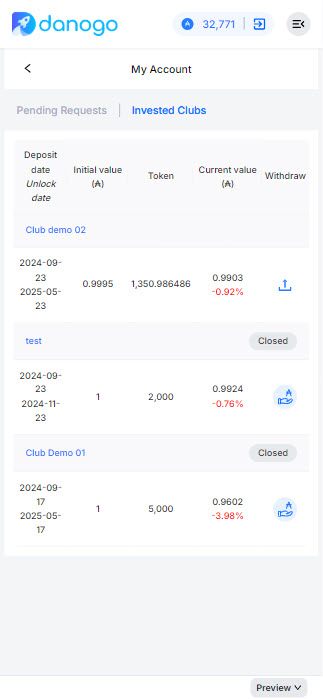 danogo
32,771
My Account
Pending Requests
Invested Clubs
Deposit date
Unlock date
Initial value (₳)
Token
Current value (₳)
Withdraw
Club demo 02
2024-09-
23
2025-05-
23
0.9995
1,350.986486
0.9903
-0.92%
test
Closed
2024-09-
23
2024-11-
23
1
2,000
0.9924
-0.76%
Club Demo 01
Closed
2024-09-
17
2025-05-
17
1
5,000
0.9602
-3.98%
Preview